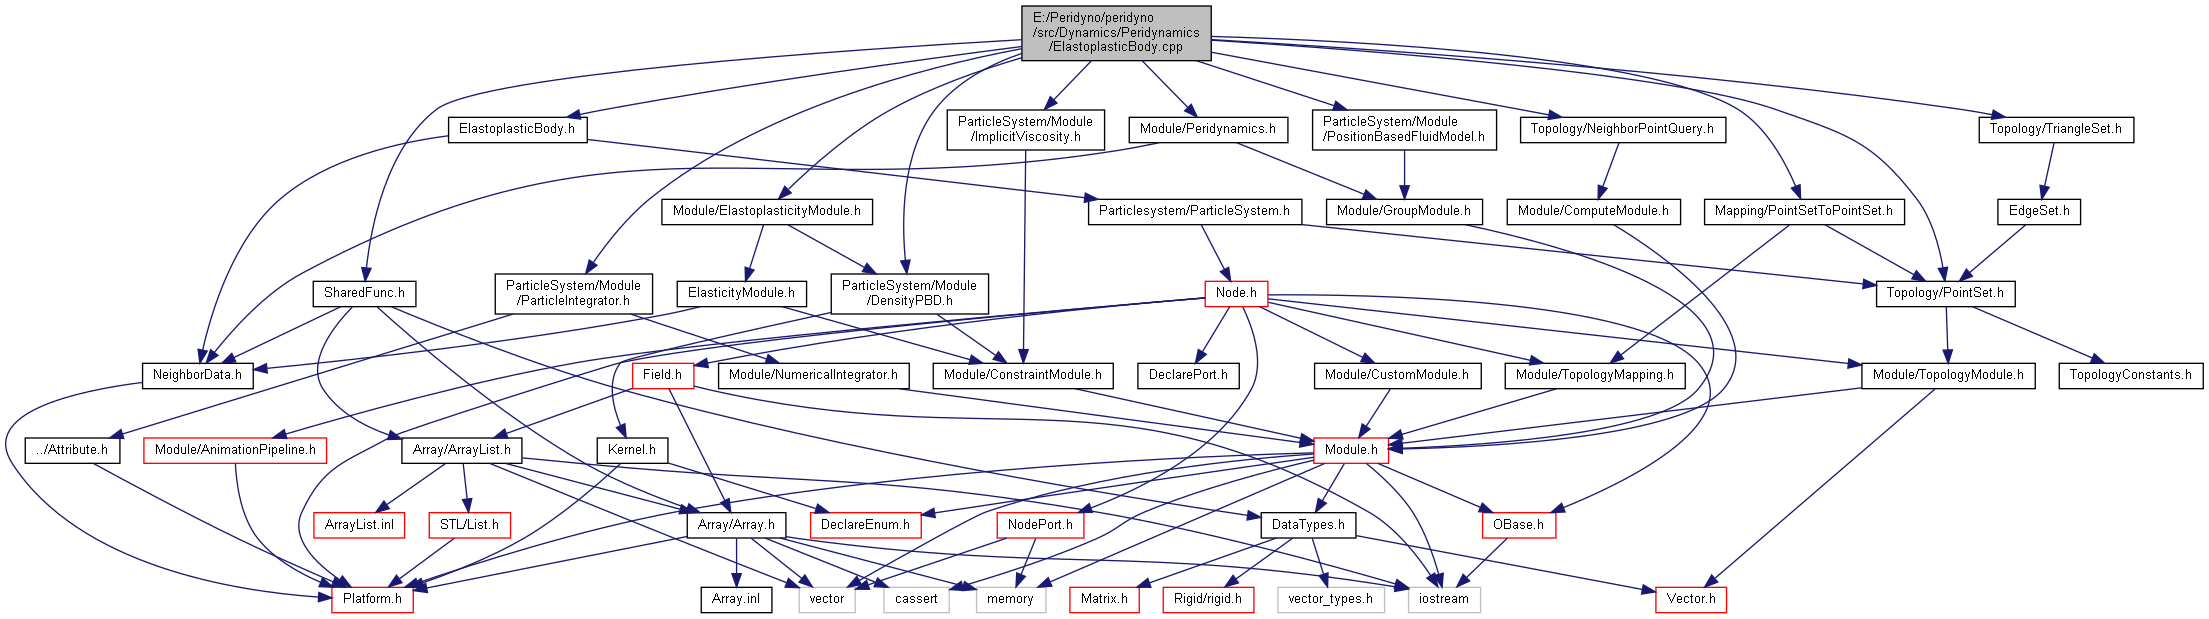 E:/Peridyno/peridyno
/src/Dynamics/Peridynamics
/ElastoplasticBody.cpp
ElastoplasticBody.h
ParticleSystem/Module
/ImplicitViscosity.h
Module/Peridynamics.h
ParticleSystem/Module
/PositionBasedFluidModel.h
Topology/NeighborPointQuery.h
Topology/TriangleSet.h
Module/ElastoplasticityModule.h
Particlesystem/ParticleSystem.h
Module/GroupModule.h
Module/ComputeModule.h
Mapping/PointSetToPointSet.h
EdgeSet.h
SharedFunc.h
ParticleSystem/Module
/ParticleIntegrator.h
ElasticityModule.h
ParticleSystem/Module
/DensityPBD.h
Node.h
Topology/PointSet.h
NeighborData.h
Field.h
Module/NumericalIntegrator.h
Module/ConstraintModule.h
DeclarePort.h
Module/CustomModule.h
Module/TopologyMapping.h
Module/TopologyModule.h
TopologyConstants.h
../Attribute.h
Module/AnimationPipeline.h
Array/ArrayList.h
Kernel.h
Module.h
ArrayList.inl
STL/List.h
Array/Array.h
DeclareEnum.h
NodePort.h
DataTypes.h
OBase.h
Platform.h
Array.inl
vector
cassert
memory
Matrix.h
Rigid/rigid.h
vector_types.h
iostream
Vector.h